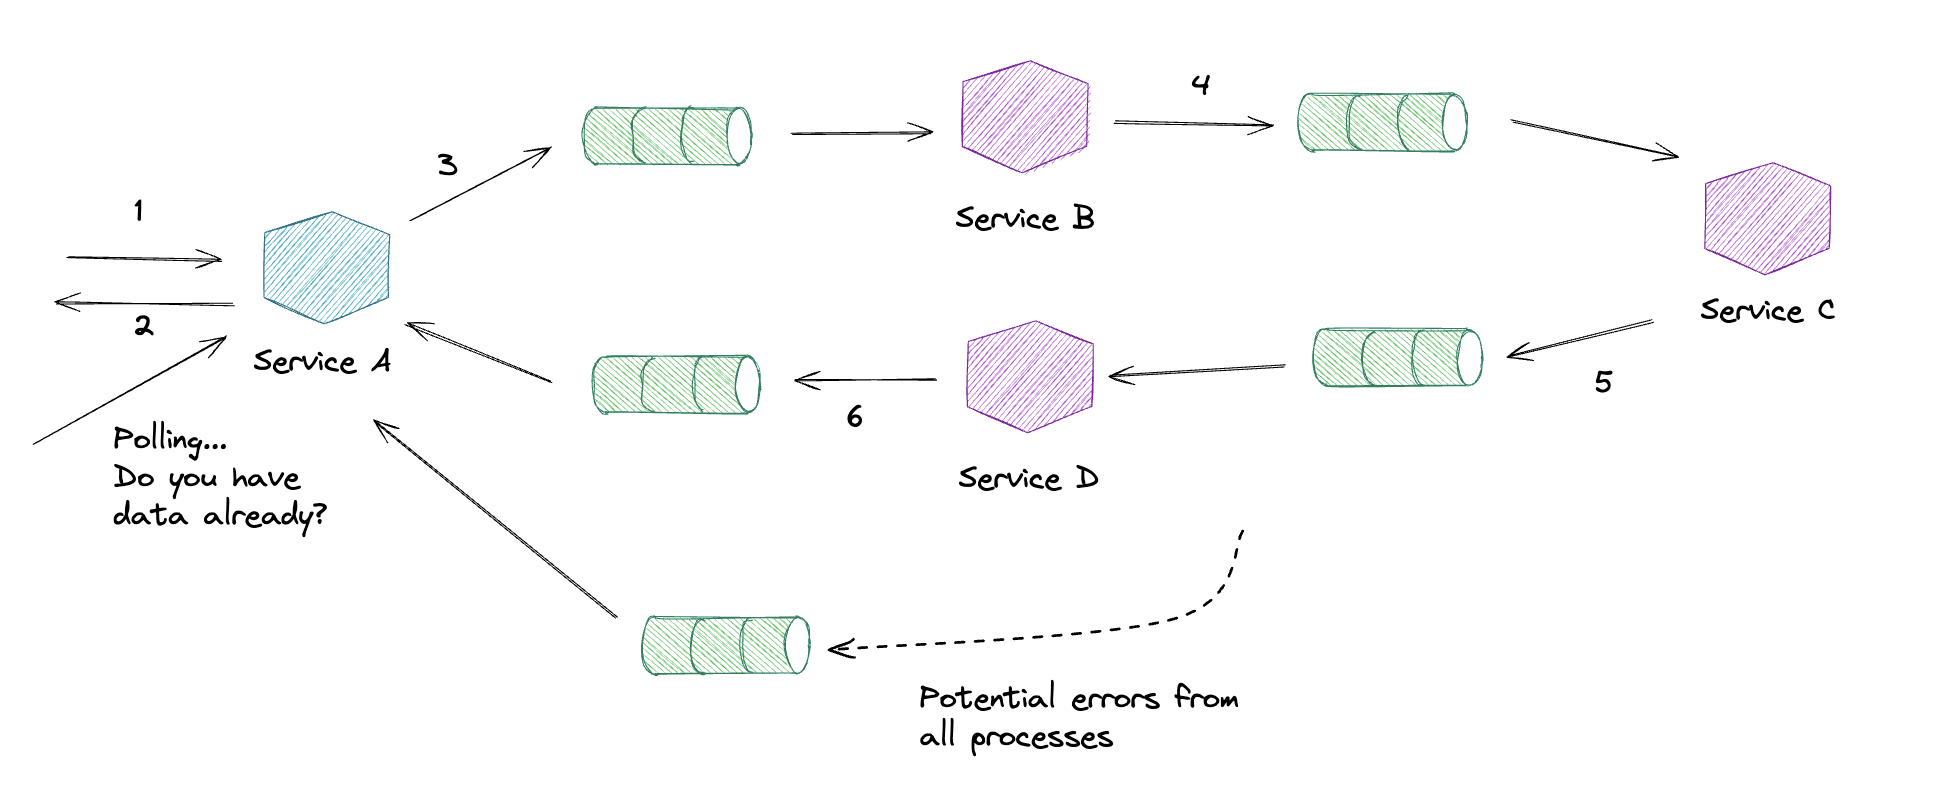 1
2
3
4
5
6
Service A
Service B
Service C
Service D
Polling...
Do you have
data already?
Potential errors from
all processes